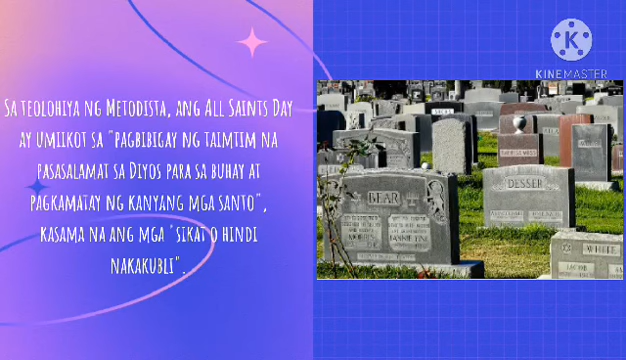 Sa teolohiya ng Metodista, ang All Saints Day
ay umiikot sa "pagbibigay ng taimtim na
pasasalamat sa Diyos para sa buhay at
pagkamatay ng kanyang mga santo",
kasama na ang mga 'sikat o hindi
nakakubli".
K
KINEMASTER
BEAR
DESSER
WHITE